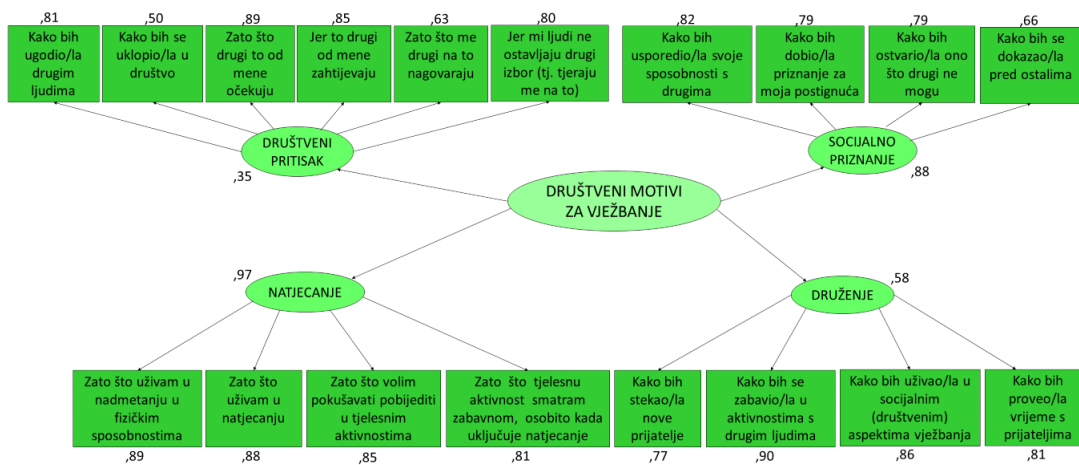 ,81
,50
,89
,85
,63
,80
,82
,79
,79
,66
Kako bih
ugodio/la
drugim
ljudima
Kako bih se
uklopio/la u
društvo
Zato što
drugi to od
mene
očekuju
Jer to drugi
od mene
zahtijevaju
Zato što me
drugi na to
nagovaraju
Jer mi ljudi ne
ostavljaju drugi
izbor (tj. tjeraju
me na to)
Kako bih
usporedio/la svoje
sposobnosti s
drugima
Kako bih
dobio/la
priznanje za
moja postignuća
Kako bih
ostvario/la ono
što drugi ne
mogu
Kako bih se
dokazao/la
pred ostalima
DRUŠTVENI
PRITISAK
,35
SOCIJALNO
PRIZNANJE
,88
DRUŠTVENI MOTIVI
ZA VJEŽBANJE
,97
NATJECANJE
,58
DRUŽENJE
Zato što uživam u
nadmetanju u
fizičkim
sposobnostima
Zato što
uživam u
natjecanju
Zato što volim
pokušavati pobijediti
u tjelesnim
aktivnostima
Zato što tjelesnu
aktivnost smatram
zabavnom, osobito kada
uključuje natjecanje
Kako bih
stekao/la
nove
prijatelje
Kako bih se
zabavio/la u
aktivnostima s
drugim ljudima
Kako bih uživao/la u
socijalnim
(društvenim)
aspektima vježbanja
Kako bih
proveo/la
vrijeme s
prijateljima
,89
,88
,85
,81
,77
,90
,86
,81